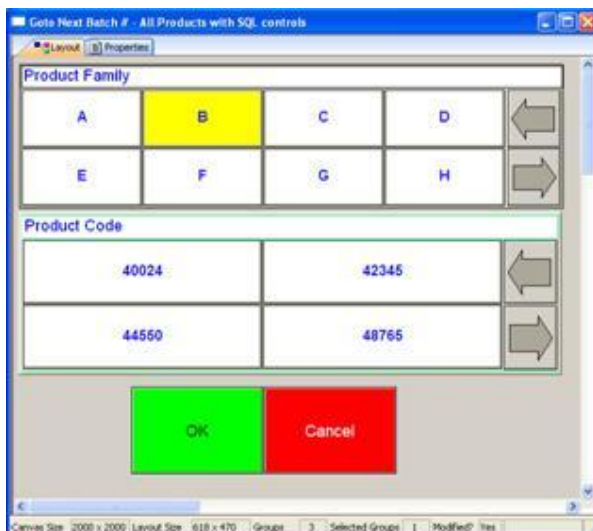 Goto Next Batch # - All Products with SQL controls
Layout Properties
Product Family
A B C D
E F G H
Product Code
40024 42345
44550 48765
OK Cancel
Canvas Size 2000 x 2000 Layout Size 618 x 470 Groups 3 Selected Groups 1 Modified? Yes